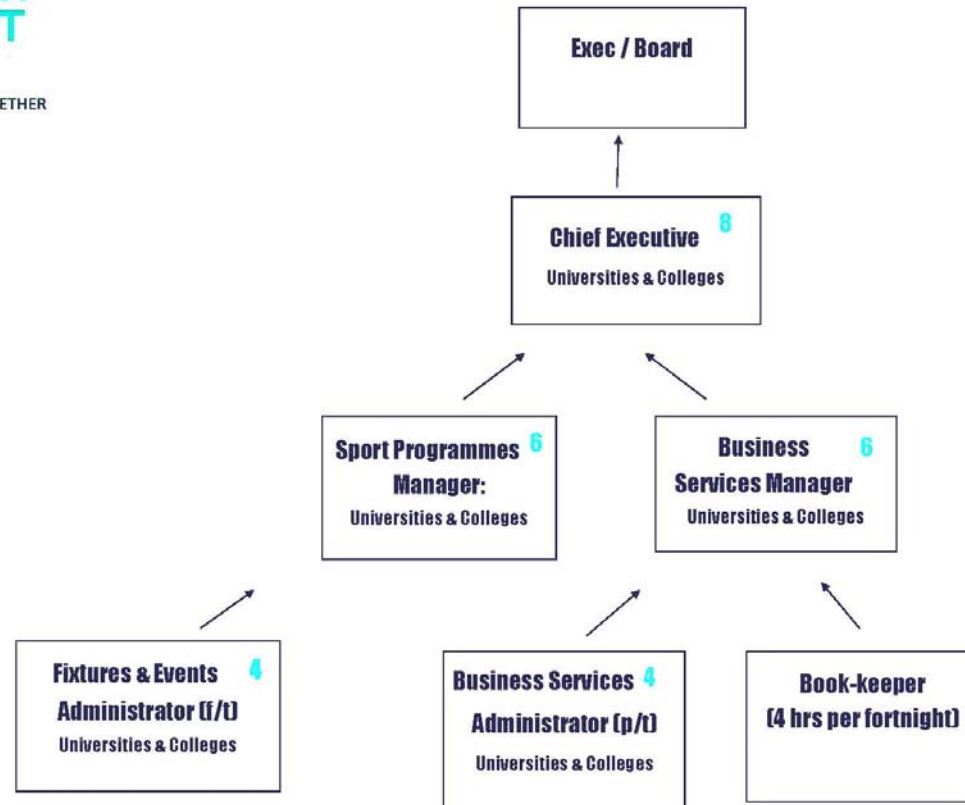 T
ETHER
Exec / Board
Chief Executive 8
Universities & Colleges
Sport Programmes 6
Manager:
Universities & Colleges
Business 6
Services Manager
Universities & Colleges
Fixtures & Events 4
Administrator (f/t)
Universities & Colleges
Business Services 4
Administrator (p/t)
Universities & Colleges
Book-keeper
(4 hrs per fortnight)